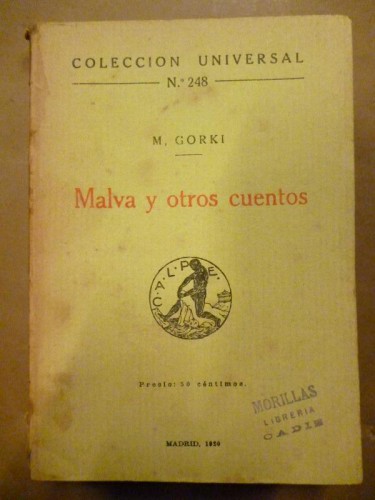 COLECCION UNIVERSAL
N.º 248
M. GORKI
Malva y otros cuentos
C.A.L.P.E.
Precio: 50 céntimos.
MORILLAS
LIBRERIA
CADIZ
MADRID, 1920